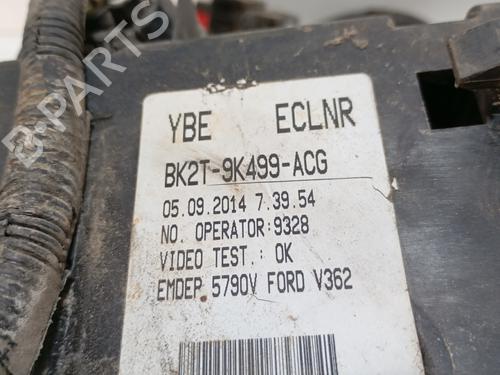 YBE ECLNR
BK2T-9K499-ACG
05.09.2014 7.39.54
NO. OPERATOR:9328
VIDEO TEST.: OK
EMDEP 5790V FORD V362